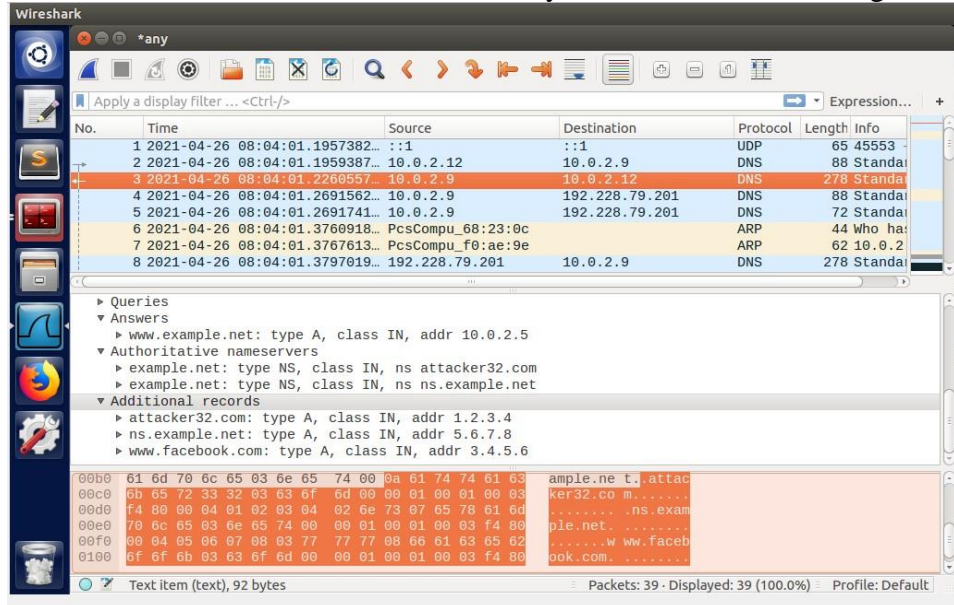 Wireshark
*any
Apply a display filter ... <Ctrl-/>
Expression...
+
No. Time Source Destination Protocol Length Info
1 2021-04-26 08:04:01.1957382… ::1 ::1 UDP 65 45553
2 2021-04-26 08:04:01.1959387… 10.0.2.12 10.0.2.9 DNS 88 Standa
3 2021-04-26 08:04:01.2260557… 10.0.2.9 10.0.2.12 DNS 278 Standa
4 2021-04-26 08:04:01.2691562… 10.0.2.9 192.228.79.201 DNS 88 Standa
5 2021-04-26 08:04:01.2691741… 10.0.2.9 192.228.79.201 DNS 72 Standa
6 2021-04-26 08:04:01.3760918… PcsCompu_68:23:0c ARP 44 Who ha
7 2021-04-26 08:04:01.3767613… PcsCompu_f0:ae:9e ARP 62 10.0.2
8 2021-04-26 08:04:01.3797019… 192.228.79.201 10.0.2.9 DNS 278 Standa
Queries
Answers
www.example.net: type A, class IN, addr 10.0.2.5
Authoritative nameservers
example.net: type NS, class IN, ns attacker32.com
example.net: type NS, class IN, ns ns.example.net
Additional records
attacker32.com: type A, class IN, addr 1.2.3.4
ns.example.net: type A, class IN, addr 5.6.7.8
www.facebook.com: type A, class IN, addr 3.4.5.6
00b0 61 6d 70 6c 65 03 6e 65 74 00 0a 61 74 74 61 63 ample.ne t..attac
00c0 6b 65 72 33 32 03 63 6f 6d 00 00 01 00 01 00 03 ker32.co m.......
00d0 f4 80 00 04 01 02 03 04 02 6e 73 07 65 78 61 6d ........ .ns.exam
00e0 70 6c 65 03 6e 65 74 00 00 01 00 01 00 03 f4 80 ple.net. ........
00f0 00 04 05 06 07 08 03 77 77 77 08 66 61 63 65 62 .......w ww.faceb
0100 6f 6f 6b 03 63 6f 6d 00 00 01 00 01 00 03 f4 80 ook.com. ........
Text item (text), 92 bytes
Packets: 39 · Displayed: 39 (100.0%)
Profile: Default